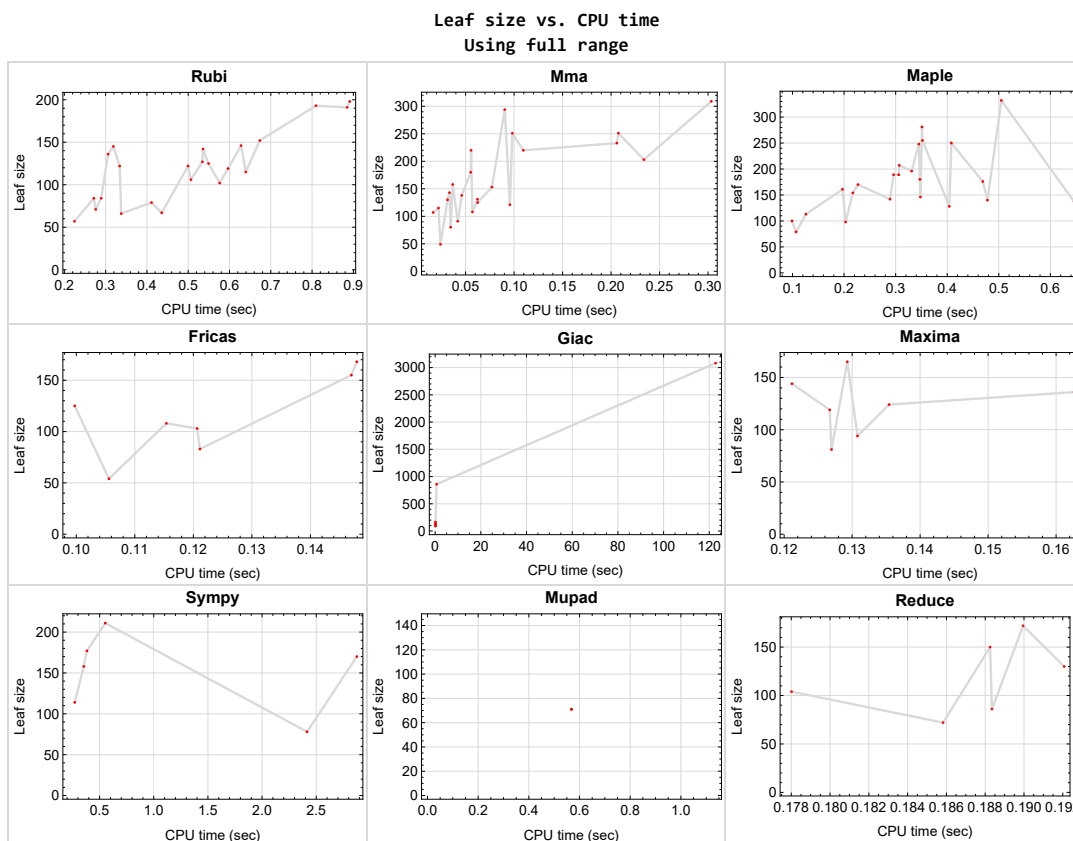 Leaf size vs. CPU time
Using full range
Rubi
Leaf size
200
150
100
50
0
0.2 0.3 0.4 0.5 0.6 0.7 0.8 0.9
CPU time (sec)
Mma
Leaf size
300
250
200
150
100
50
0
0.05 0.10 0.15 0.20 0.25 0.30
CPU time (sec)
Maple
Leaf size
300
250
200
150
100
50
0
0.1 0.2 0.3 0.4 0.5 0.6
CPU time (sec)
Fricas
Leaf size
150
100
50
0
0.10 0.11 0.12 0.13 0.14
CPU time (sec)
Giac
Leaf size
3000
2500
2000
1500
1000
500
0
0 20 40 60 80 100 120
CPU time (sec)
Maxima
Leaf size
150
100
50
0
0.12 0.13 0.14 0.15 0.16
CPU time (sec)
Sympy
Leaf size
200
150
100
50
0
0.5 1.0 1.5 2.0 2.5
CPU time (sec)
Mupad
Leaf size
140
120
100
80
60
40
20
0
0.0 0.2 0.4 0.6 0.8 1.0
CPU time (sec)
Reduce
Leaf size
150
100
50
0
0.178 0.180 0.182 0.184 0.186 0.188 0.190 0.192
CPU time (sec)